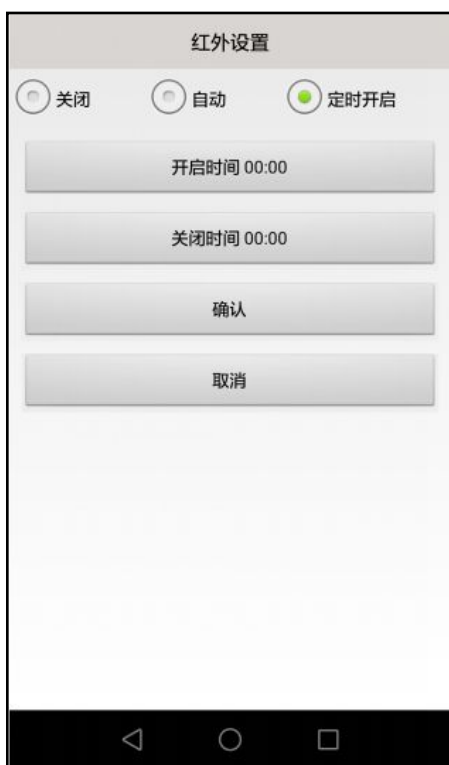 红外设置
关闭 自动 定时开启
开启时间 00:00
关闭时间 00:00
确认
取消